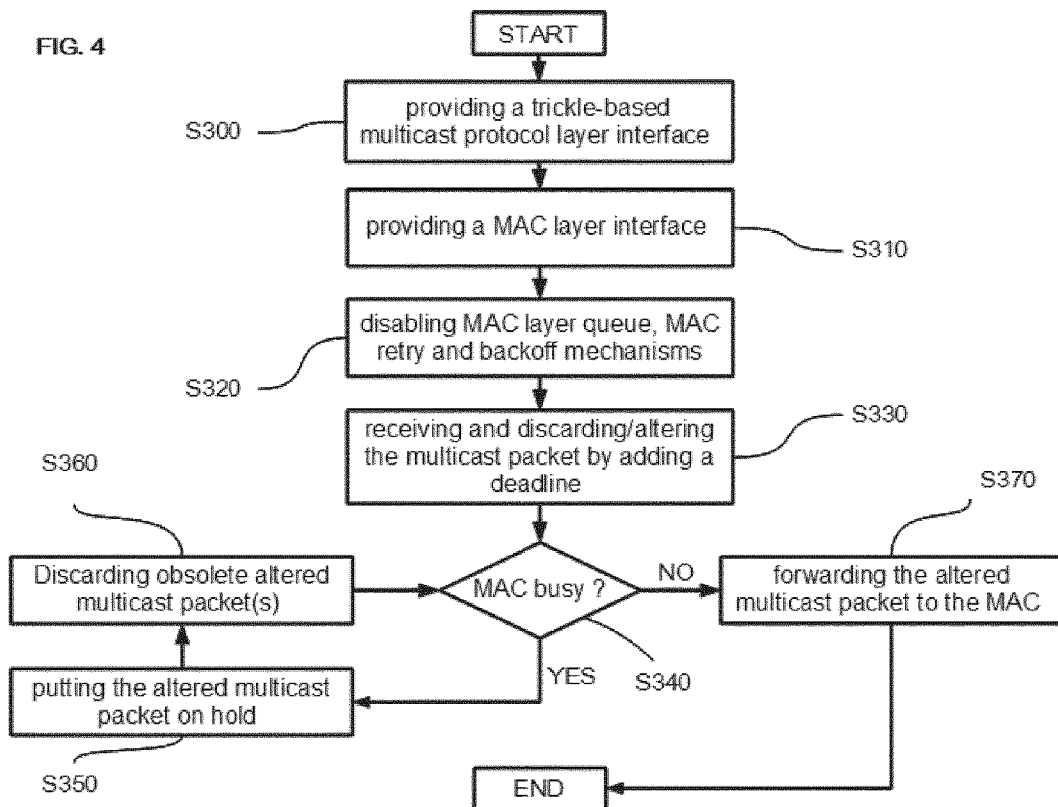 FIG. 4
START
S300
providing a trickle-based
multicast protocol layer interface
providing a MAC layer interface
S310
disabling MAC layer queue, MAC
retry and backoff mechanisms
S320
S330
receiving and discarding/altering
the multicast packet by adding a
deadline
S360
S370
Discarding obsolete altered
multicast packet(s)
MAC busy ?
NO
forwarding the altered
multicast packet to the MAC
YES
S340
putting the altered multicast
packet on hold
S350
END